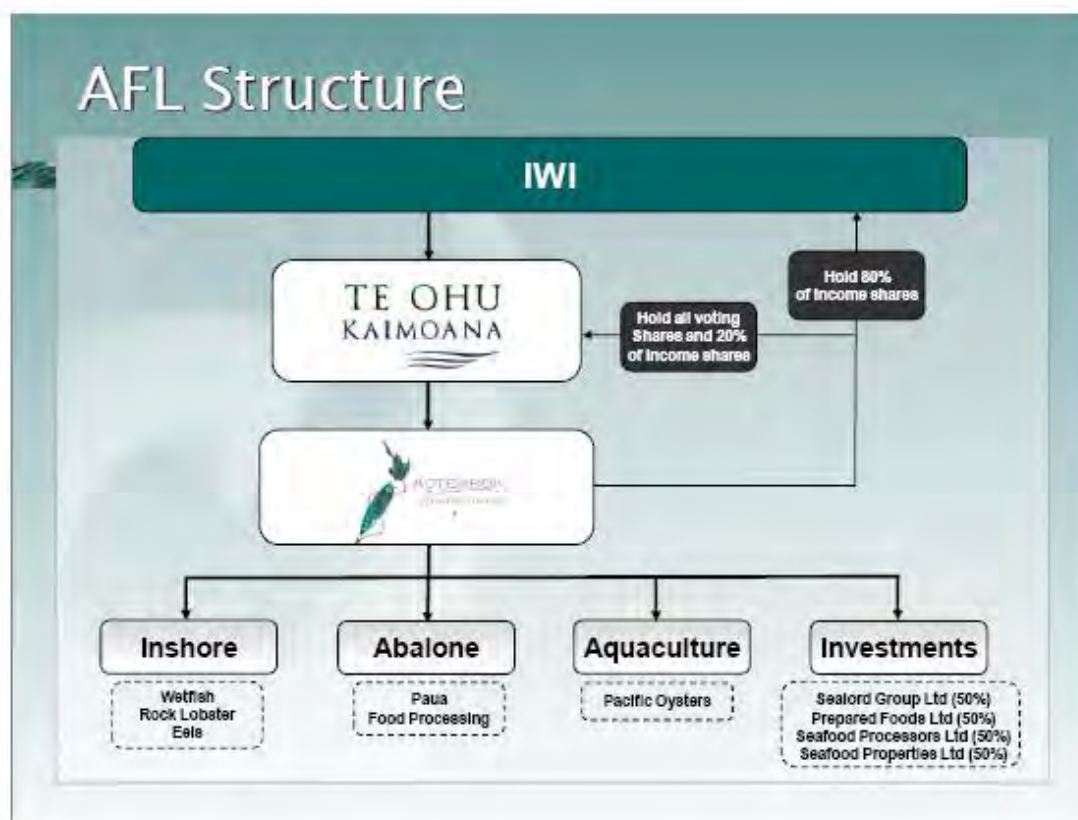 AFL Structure
IWI
Hold 80%
of Income shares
TE OHU
KAIMOANA
Hold all voting
Shares and 20%
of Income shares
AOTEAROA
Inshore
Abalone
Aquaculture
Investments
Wetfish
Rock Lobster
Eels
Paua
Food Processing
Pacific Oysters
Sealord Group Ltd (50%)
Prepared Foods Ltd (50%)
Seafood Processors Ltd (50%)
Seafood Properties Ltd (50%)